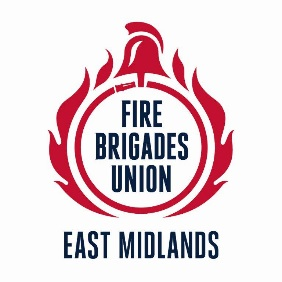 FIRE
BRIGADES
UNION
EAST MIDLANDS